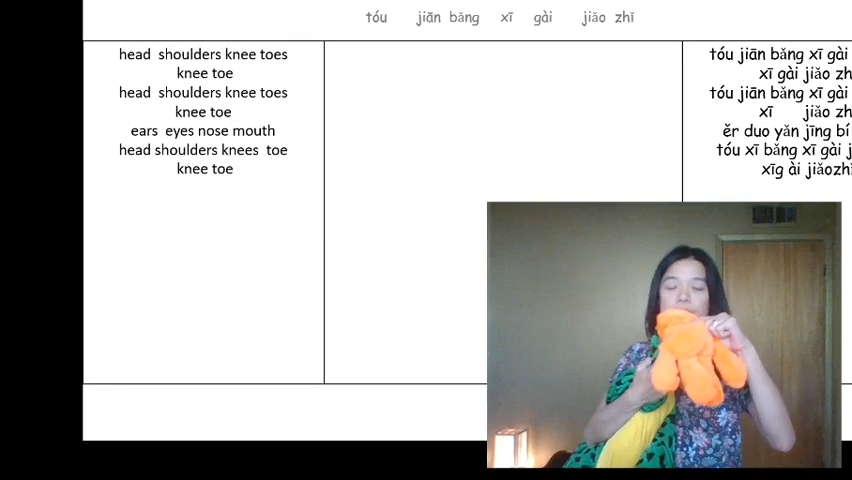 tóu jiān bǎng xī gài jiǎo zhǐ
head shoulders knee toes
knee toe
head shoulders knee toes
knee toe
ears eyes nose mouth
head shoulders knees toe
knee toe
tóu jiān bǎng xī gài
xī gài jiǎo zh
tóu jiān bǎng xī gài
xī jiǎo zh
ěr duo yǎn jīng bí
tóu xī bǎng xī gài j
xīg ài jiǎozh